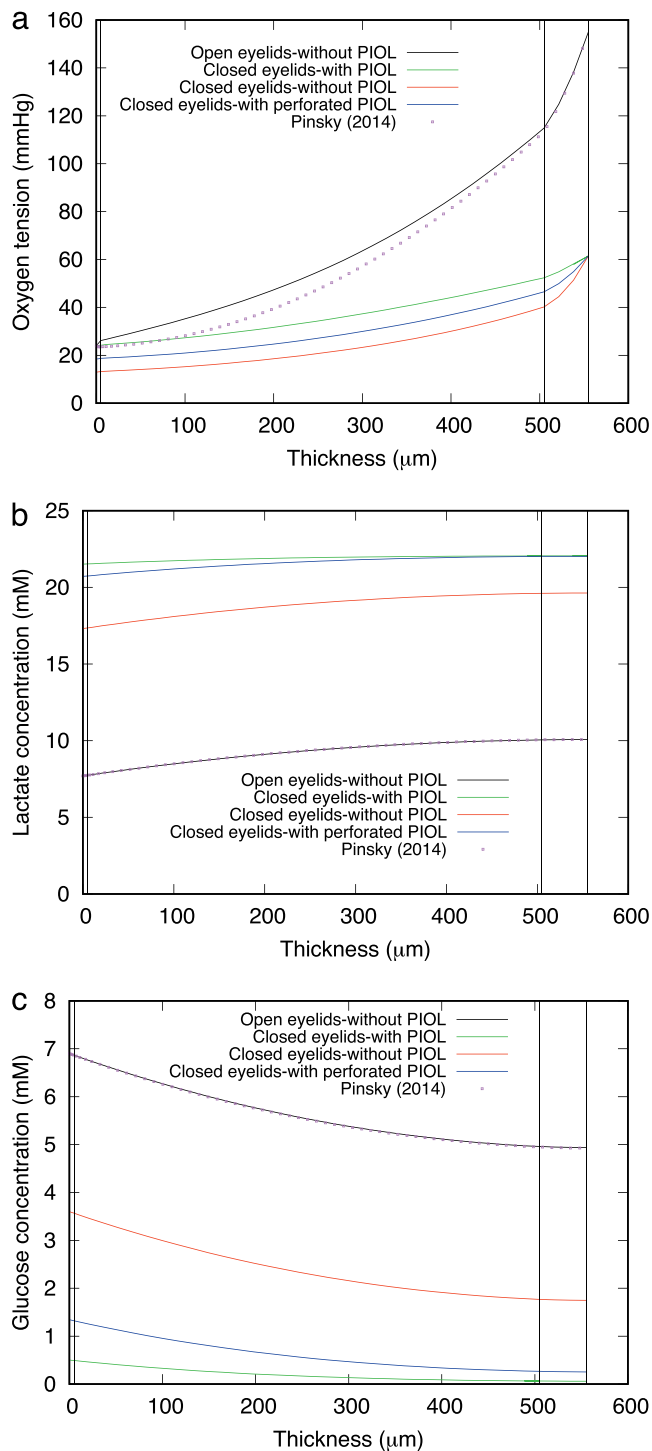 a
160
140
120
100
80
60
40
20
0
Oxygen tension (mmHg)
Open eyelids-without PIOL
Closed eyelids-with PIOL
Closed eyelids-without PIOL
Closed eyelids-with perforated PIOL
Pinsky (2014)
0 100 200 300 400 500 600
Thickness (μm)
b
25
20
15
10
5
0
Lactate concentration (mM)
Open eyelids-without PIOL
Closed eyelids-with PIOL
Closed eyelids-without PIOL
Closed eyelids-with perforated PIOL
Pinsky (2014)
0 100 200 300 400 500 600
Thickness (μm)
c
8
7
6
5
4
3
2
1
0
Glucose concentration (mM)
Open eyelids-without PIOL
Closed eyelids-with PIOL
Closed eyelids-without PIOL
Closed eyelids-with perforated PIOL
Pinsky (2014)
0 100 200 300 400 500 600
Thickness (μm)